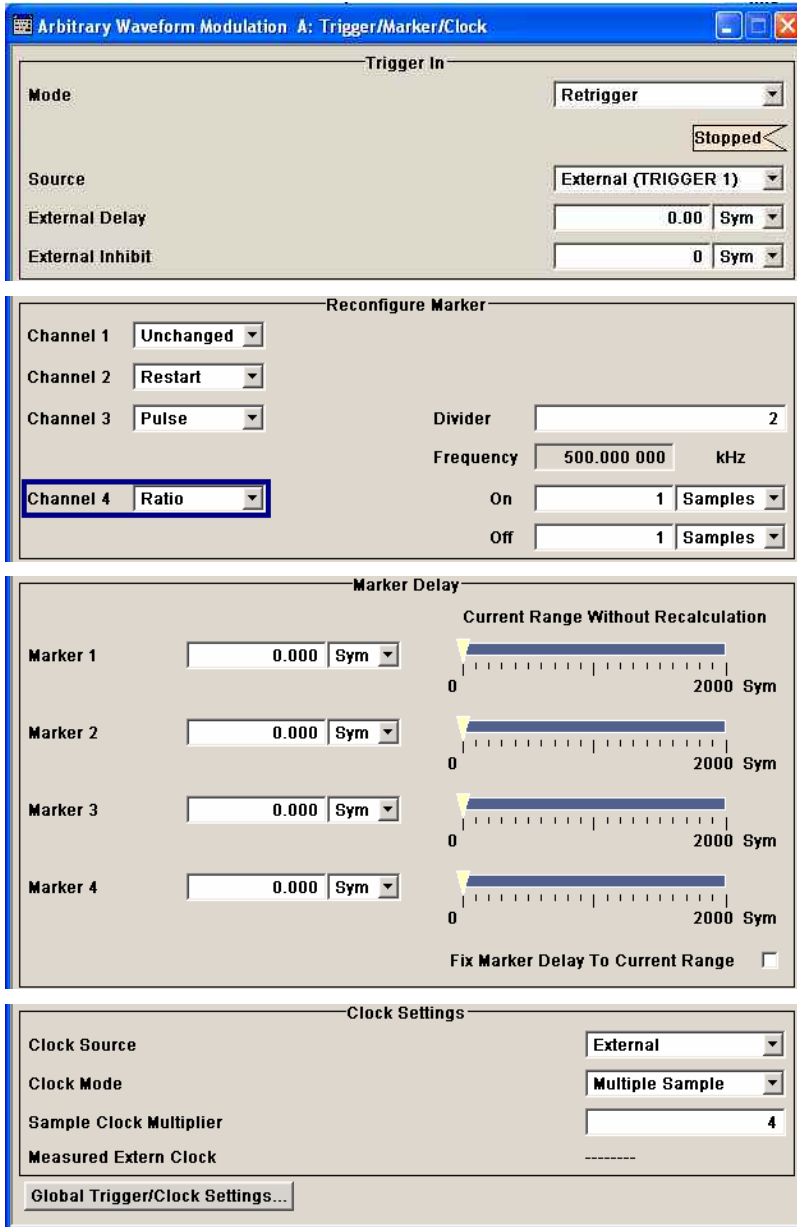 Arbitrary Waveform Modulation A: Trigger/Marker/Clock
Trigger In
Mode Retrigger
Stopped
Source External (TRIGGER 1)
External Delay 0.00 Sym
External Inhibit 0 Sym
Reconfigure Marker
Channel 1 Unchanged
Channel 2 Restart
Channel 3 Pulse Divider 2
Frequency 500.000 000 kHz
Channel 4 Ratio On 1 Samples
Off 1 Samples
Marker Delay
Current Range Without Recalculation
Marker 1 0.000 Sym
0 2000 Sym
Marker 2 0.000 Sym
0 2000 Sym
Marker 3 0.000 Sym
0 2000 Sym
Marker 4 0.000 Sym
0 2000 Sym
Fix Marker Delay To Current Range
Clock Settings
Clock Source External
Clock Mode Multiple Sample
Sample Clock Multiplier 4
Measured Extern Clock --------
Global Trigger/Clock Settings...